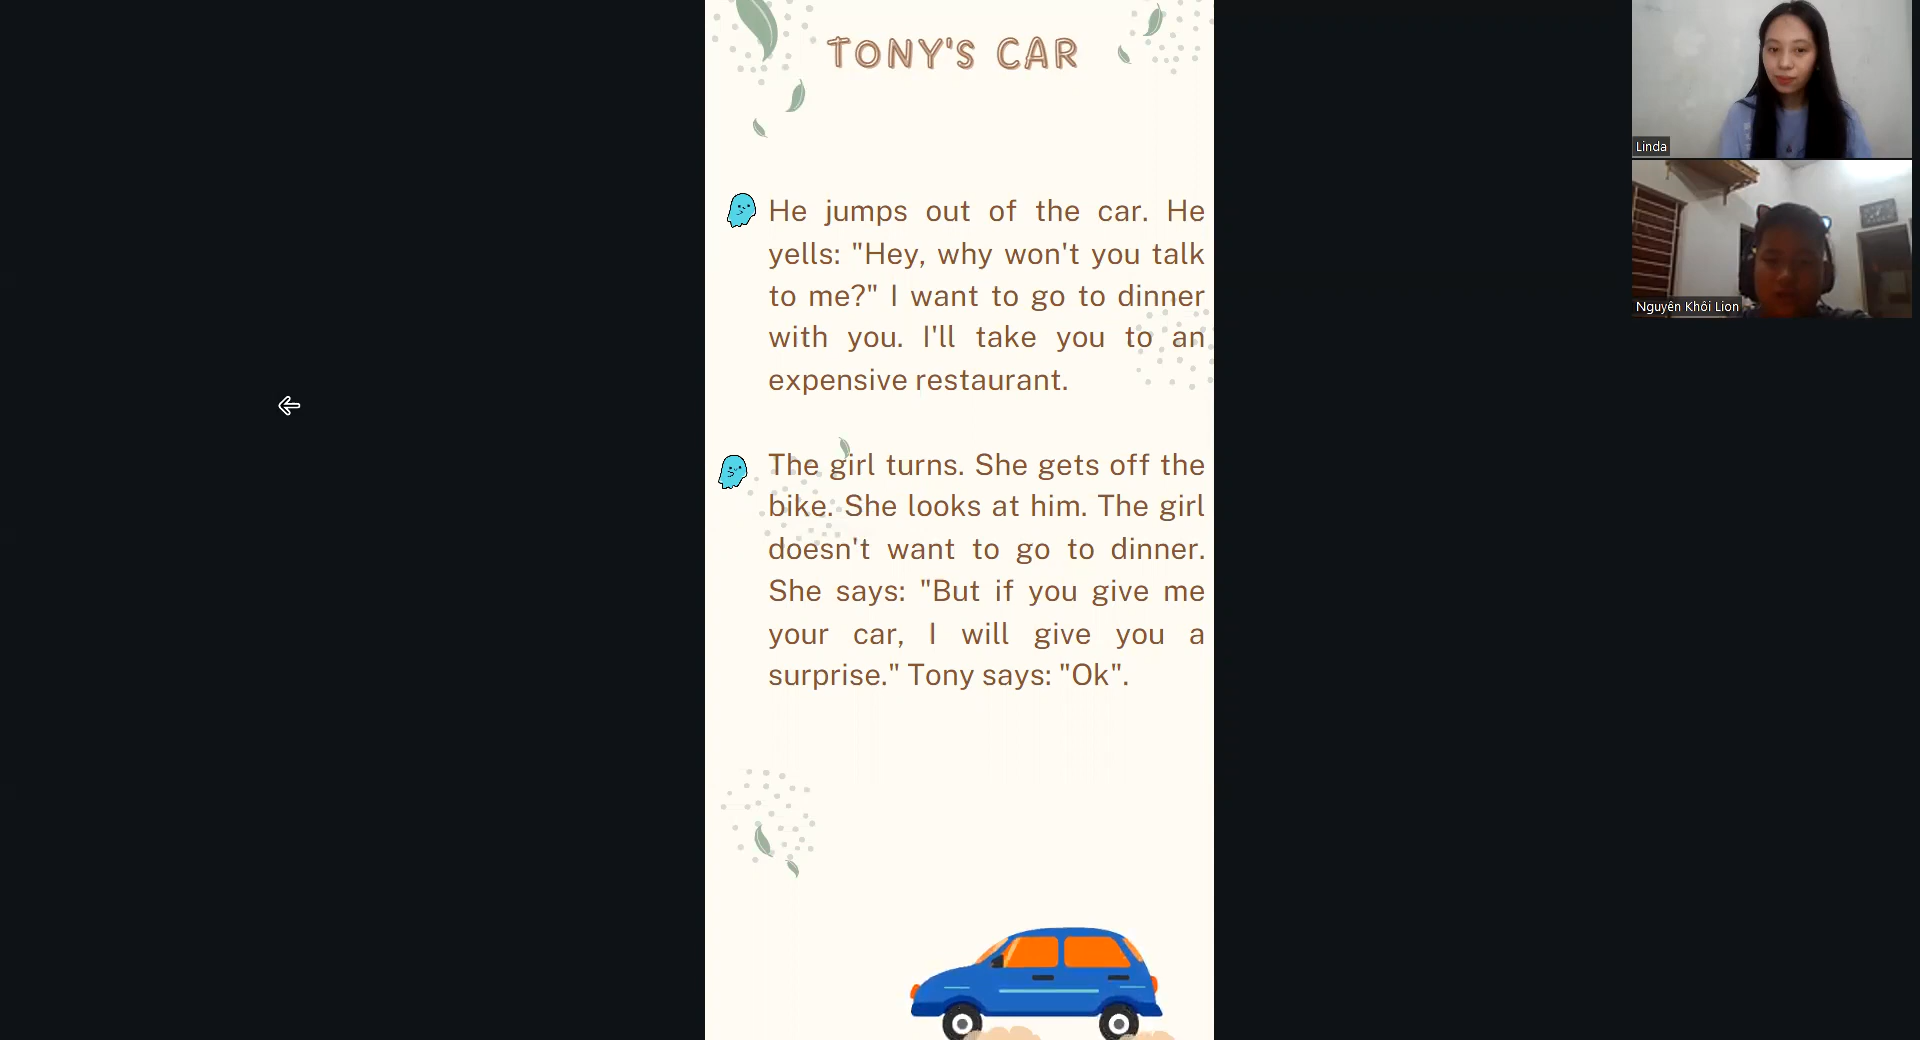 TONY'S CAR
He jumps out of the car. He
yells: "Hey, why won't you talk
to me?" I want to go to dinner
with you. I'll take you to an
expensive restaurant.
The girl turns. She gets off the
bike. She looks at him. The girl
doesn't want to go to dinner.
She says: "But if you give me
your car, I will give you a
surprise." Tony says: "Ok".
Linda
Nguyên Khôi Lion